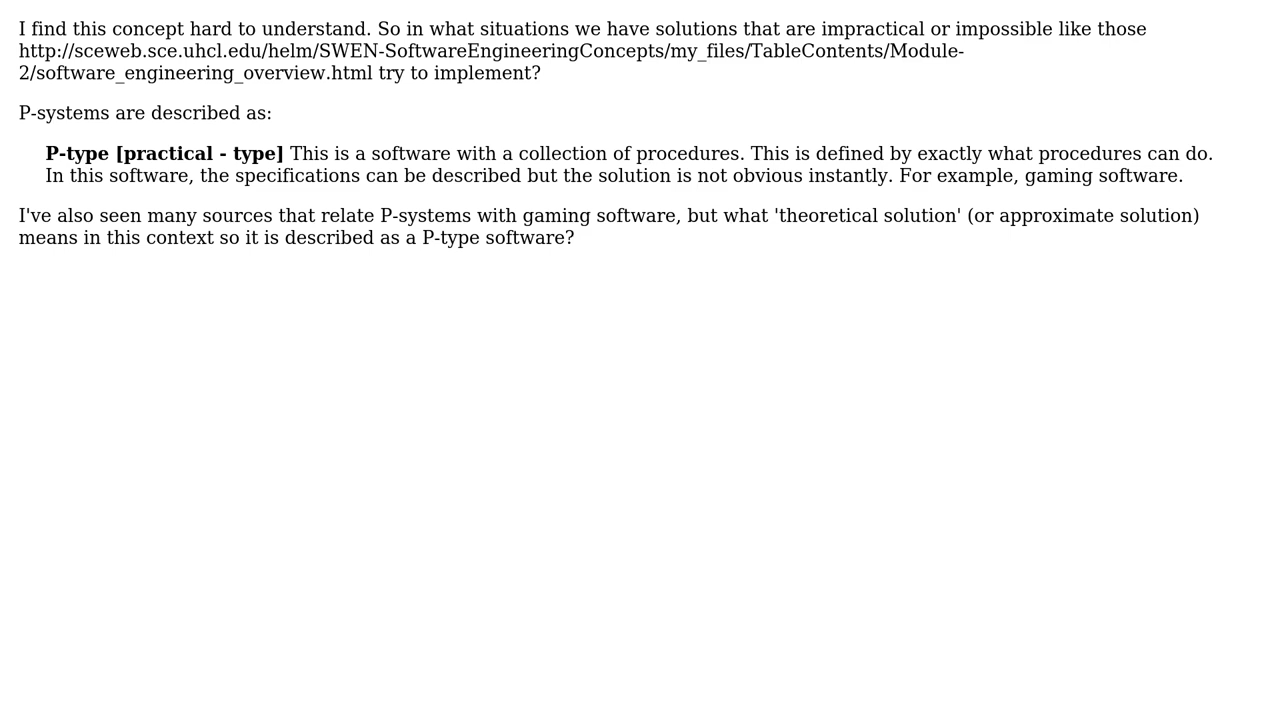 I find this concept hard to understand. So in what situations we have solutions that are impractical or impossible like those
http://sceweb.sce.uhcl.edu/helm/SWEN-SoftwareEngineeringConcepts/my_files/TableContents/Module-
2/software_engineering_overview.html try to implement?
P-systems are described as:
P-type [practical - type] This is a software with a collection of procedures. This is defined by exactly what procedures can do.
In this software, the specifications can be described but the solution is not obvious instantly. For example, gaming software.
I've also seen many sources that relate P-systems with gaming software, but what 'theoretical solution' (or approximate solution)
means in this context so it is described as a P-type software?